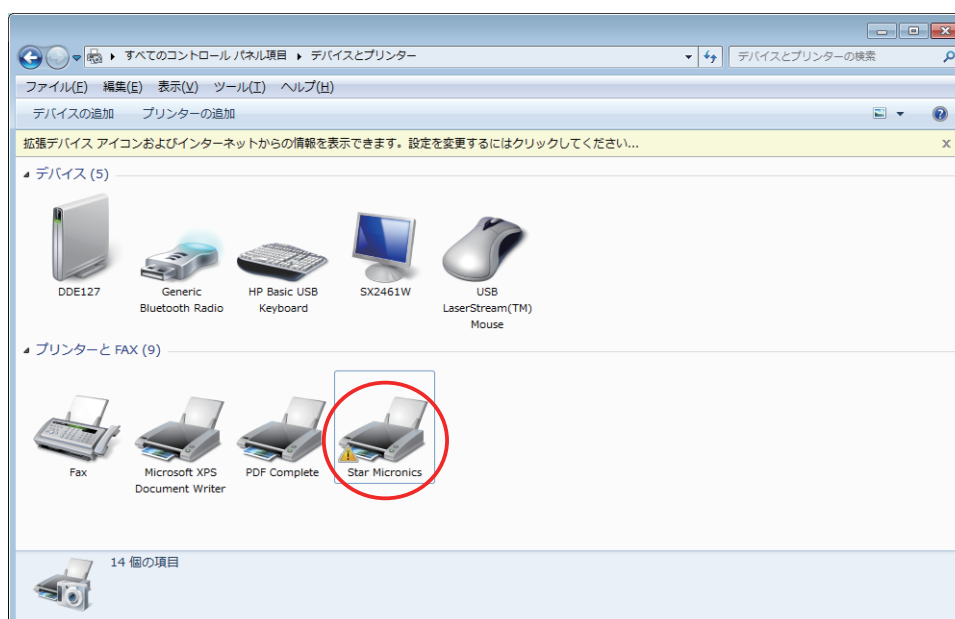 すべてのコントロール パネル項目 デバイスとプリンター デバイスとプリンターの検索
ファイル(F) 編集(E) 表示(V) ツール(T) ヘルプ(H)
デバイスの追加 プリンターの追加
拡張デバイス アイコンおよびインターネットからの情報を表示できます。設定を変更するにはクリックしてください... x
デバイス (5)
DDE127
Generic
Bluetooth Radio
HP Basic USB
Keyboard
SX2461W
USB
LaserStream(TM)
Mouse
プリンターと FAX (9)
Fax
Microsoft XPS
Document Writer
PDF Complete
Star Micronics
14 個の項目